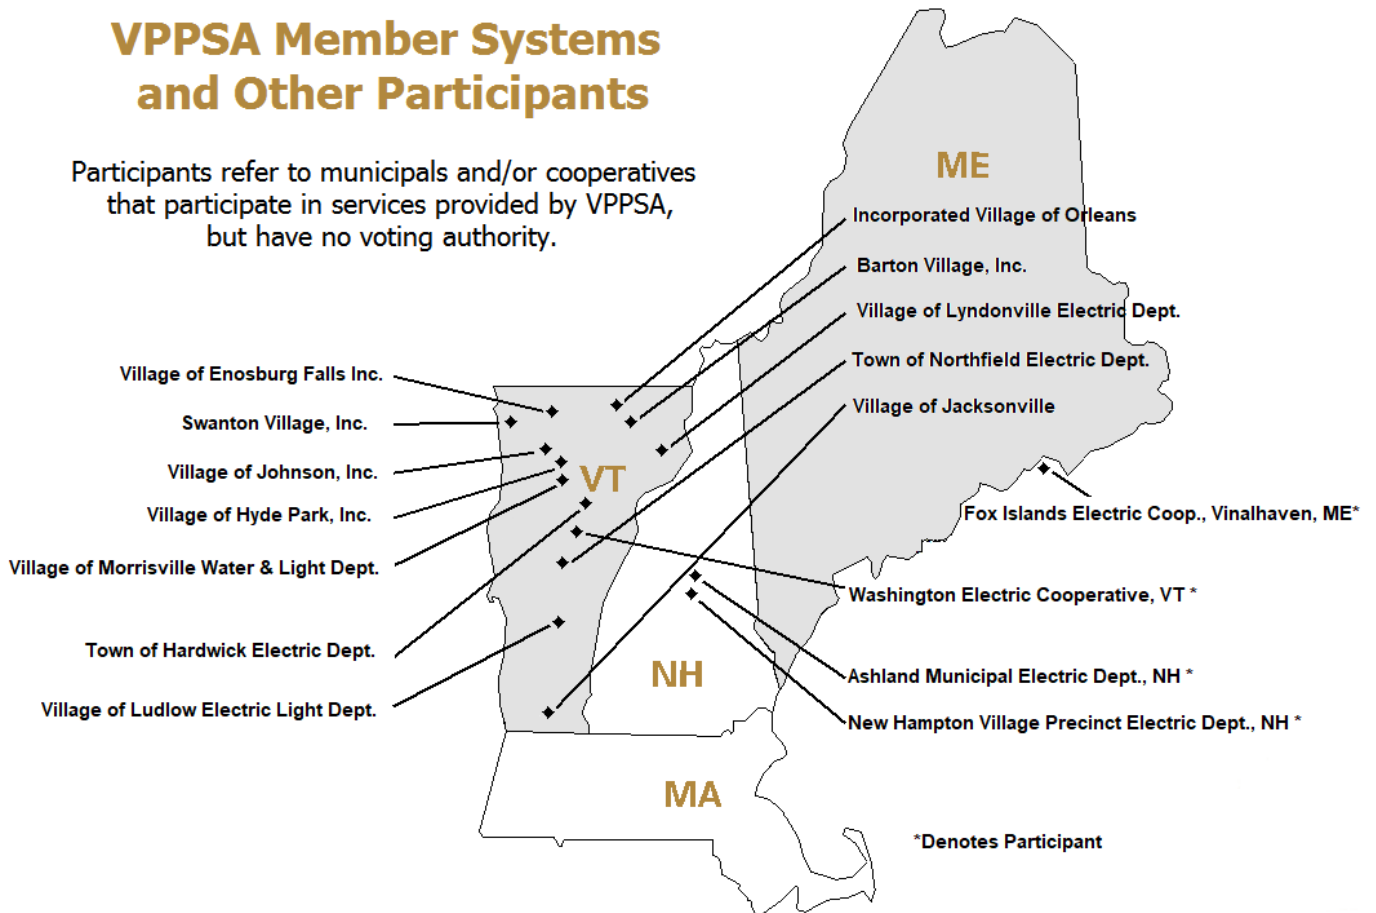 VPPSA Member Systems
and Other Participants
Participants refer to municipals and/or cooperatives
that participate in services provided by VPPSA,
but have no voting authority.
ME
Incorporated Village of Orleans
Barton Village, Inc.
Village of Lyndonville Electric Dept.
Town of Northfield Electric Dept.
Village of Jacksonville
Village of Enosburg Falls Inc.
Swanton Village, Inc.
Village of Johnson, Inc.
Village of Hyde Park, Inc.
Village of Morrisville Water & Light Dept.
Town of Hardwick Electric Dept.
Village of Ludlow Electric Light Dept.
VT
Fox Islands Electric Coop., Vinalhaven, ME*
Washington Electric Cooperative, VT *
Ashland Municipal Electric Dept., NH *
New Hampton Village Precinct Electric Dept., NH *
NH
MA
*Denotes Participant